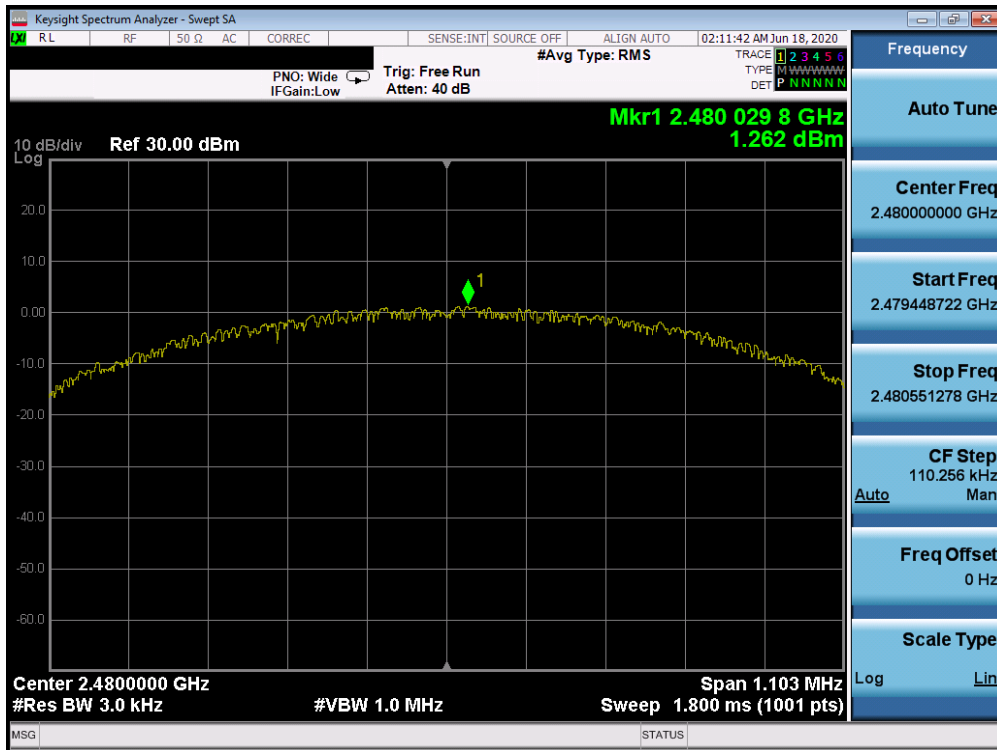 Keysight Spectrum Analyzer - Swept SA
LXI RL RF 50 Ω AC CORREC SENSE:INT SOURCE OFF ALIGN AUTO 02:11:42 AM Jun 18, 2020
#Avg Type: RMS
TRACE 1 2 3 4 5 6
PNO: Wide Trig: Free Run
TYPE M WWWWW
IFGain:Low Atten: 40 dB
DET P N N N N N
Mkr1 2.480 029 8 GHz
1.262 dBm
10 dB/div Ref 30.00 dBm
Log
20.0
10.0
0.00
-10.0
-20.0
-30.0
-40.0
-50.0
-60.0
1
Center 2.4800000 GHz Span 1.103 MHz
#Res BW 3.0 kHz #VBW 1.0 MHz Sweep 1.800 ms (1001 pts)
MSG STATUS
Frequency
Auto Tune
Center Freq
2.480000000 GHz
Start Freq
2.479448722 GHz
Stop Freq
2.480551278 GHz
CF Step
110.256 kHz
Auto Man
Freq Offset
0 Hz
Scale Type
Log Lin